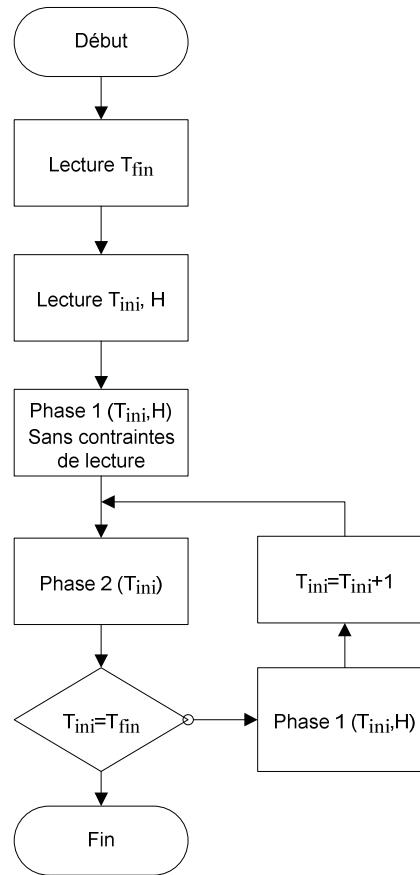 Début
Lecture Tfin
Lecture Tini, H
Phase 1 (Tini,H)
Sans contraintes
de lecture
Phase 2 (Tini)
Tini=Tini+1
Tini=Tfin
Phase 1 (Tini,H)
Fin